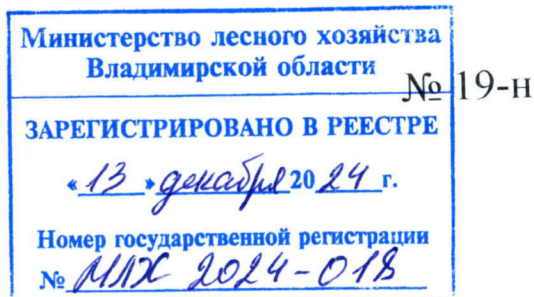 Министерство лесного хозяйства
Владимирской области
№ 19-н
ЗАРЕГИСТРИРОВАНО В РЕЕСТРЕ
«13» декабря 2024 г.
Номер государственной регистрации
№ МЛХ 2024-018